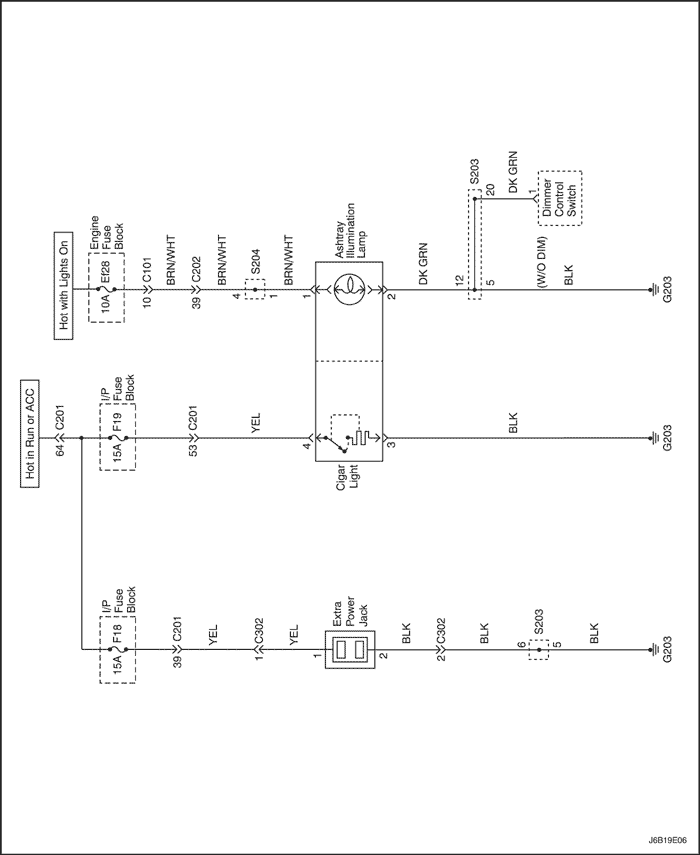 Hot in Run or ACC
Hot with Lights On
64 C201
I/P
Fuse
Block
15A F18
I/P
Fuse
Block
15A F19
Engine
Fuse
Block
10A Ef28
39 C201
YEL
1 C302
YEL
1
Extra
Power
Jack
2
BLK
2 C302
BLK
6
S203
5
BLK
G203
53 C201
YEL
4
Cigar
Light
3
BLK
G203
10 C101
BRN/WHT
39 C202
BRN/WHT
4
S204
1
BRN/WHT
1
Ashtray
Illumination
Lamp
2
DK GRN
12
S203
20
5
DK GRN
1
Dimmer
Control
Switch
(W/O DIM)
BLK
G203
J6B19E06